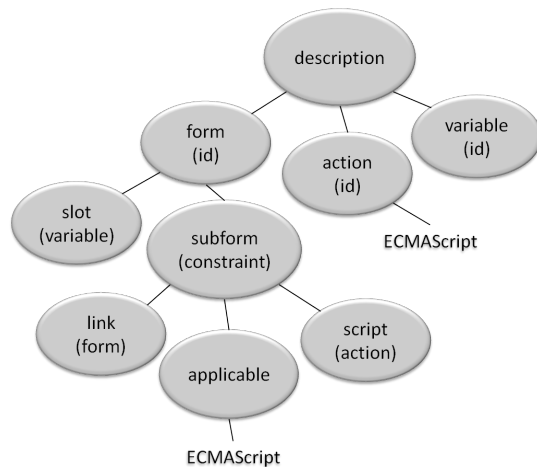 description
form
(id)
action
(id)
variable
(id)
slot
(variable)
subform
(constraint)
ECMAScript
link
(form)
applicable
script
(action)
ECMAScript